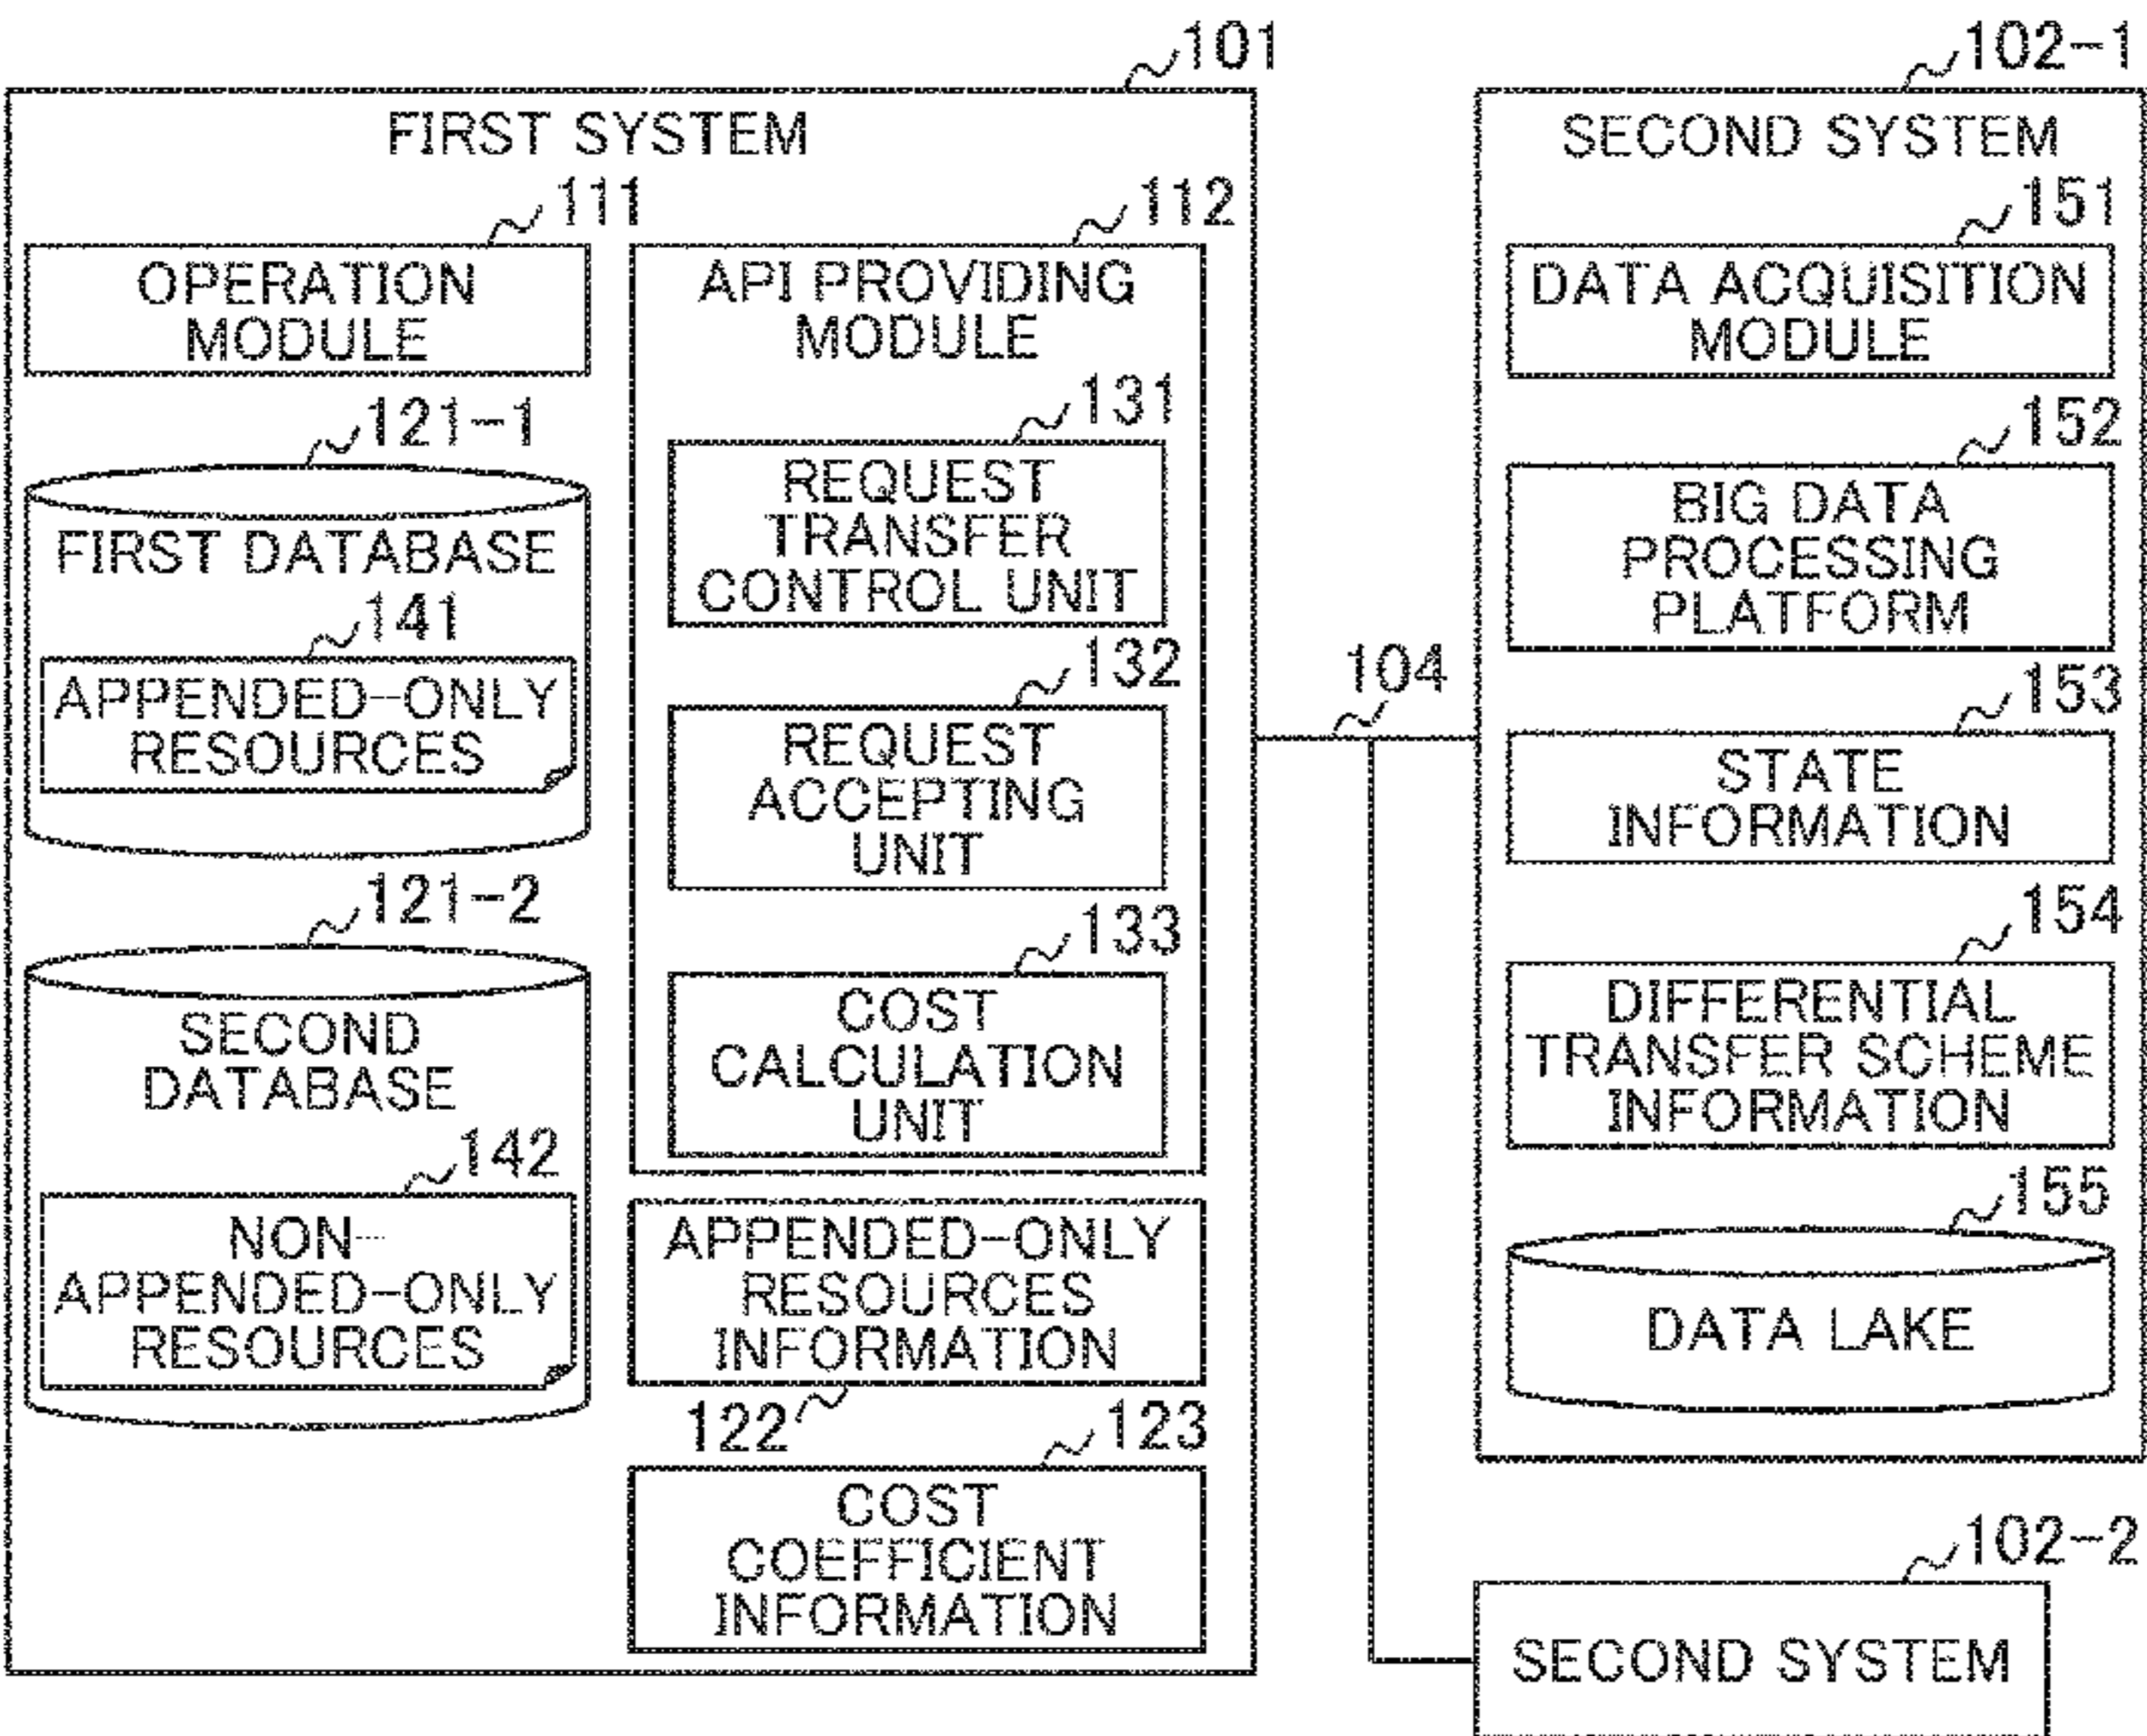 101
FIRST SYSTEM
111
OPERATION
MODULE
121-1
FIRST DATABASE
141
APPENDED-ONLY
RESOURCES
121-2
SECOND
DATABASE
142
NON-
APPENDED-ONLY
RESOURCES
112
API PROVIDING
MODULE
131
REQUEST
TRANSFER
CONTROL UNIT
132
REQUEST
ACCEPTING
UNIT
133
COST
CALCULATION
UNIT
APPENDED-ONLY
RESOURCES
INFORMATION
122
123
COST
COEFFICIENT
INFORMATION
104
102-1
SECOND SYSTEM
151
DATA ACQUISITION
MODULE
152
BIG DATA
PROCESSING
PLATFORM
153
STATE
INFORMATION
154
DIFFERENTIAL
TRANSFER SCHEME
INFORMATION
155
DATA LAKE
102-2
SECOND SYSTEM